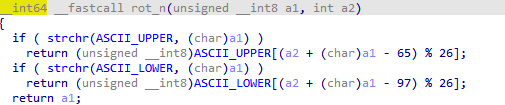 __int64 __fastcall rot_n(unsigned __int8 a1, int a2)
{
  if ( strchr(ASCII_UPPER, (char)a1) )
    return (unsigned __int8)ASCII_UPPER[(a2 + (char)a1 - 65) % 26];
  if ( strchr(ASCII_LOWER, (char)a1) )
    return (unsigned __int8)ASCII_LOWER[(a2 + (char)a1 - 97) % 26];
  return a1;